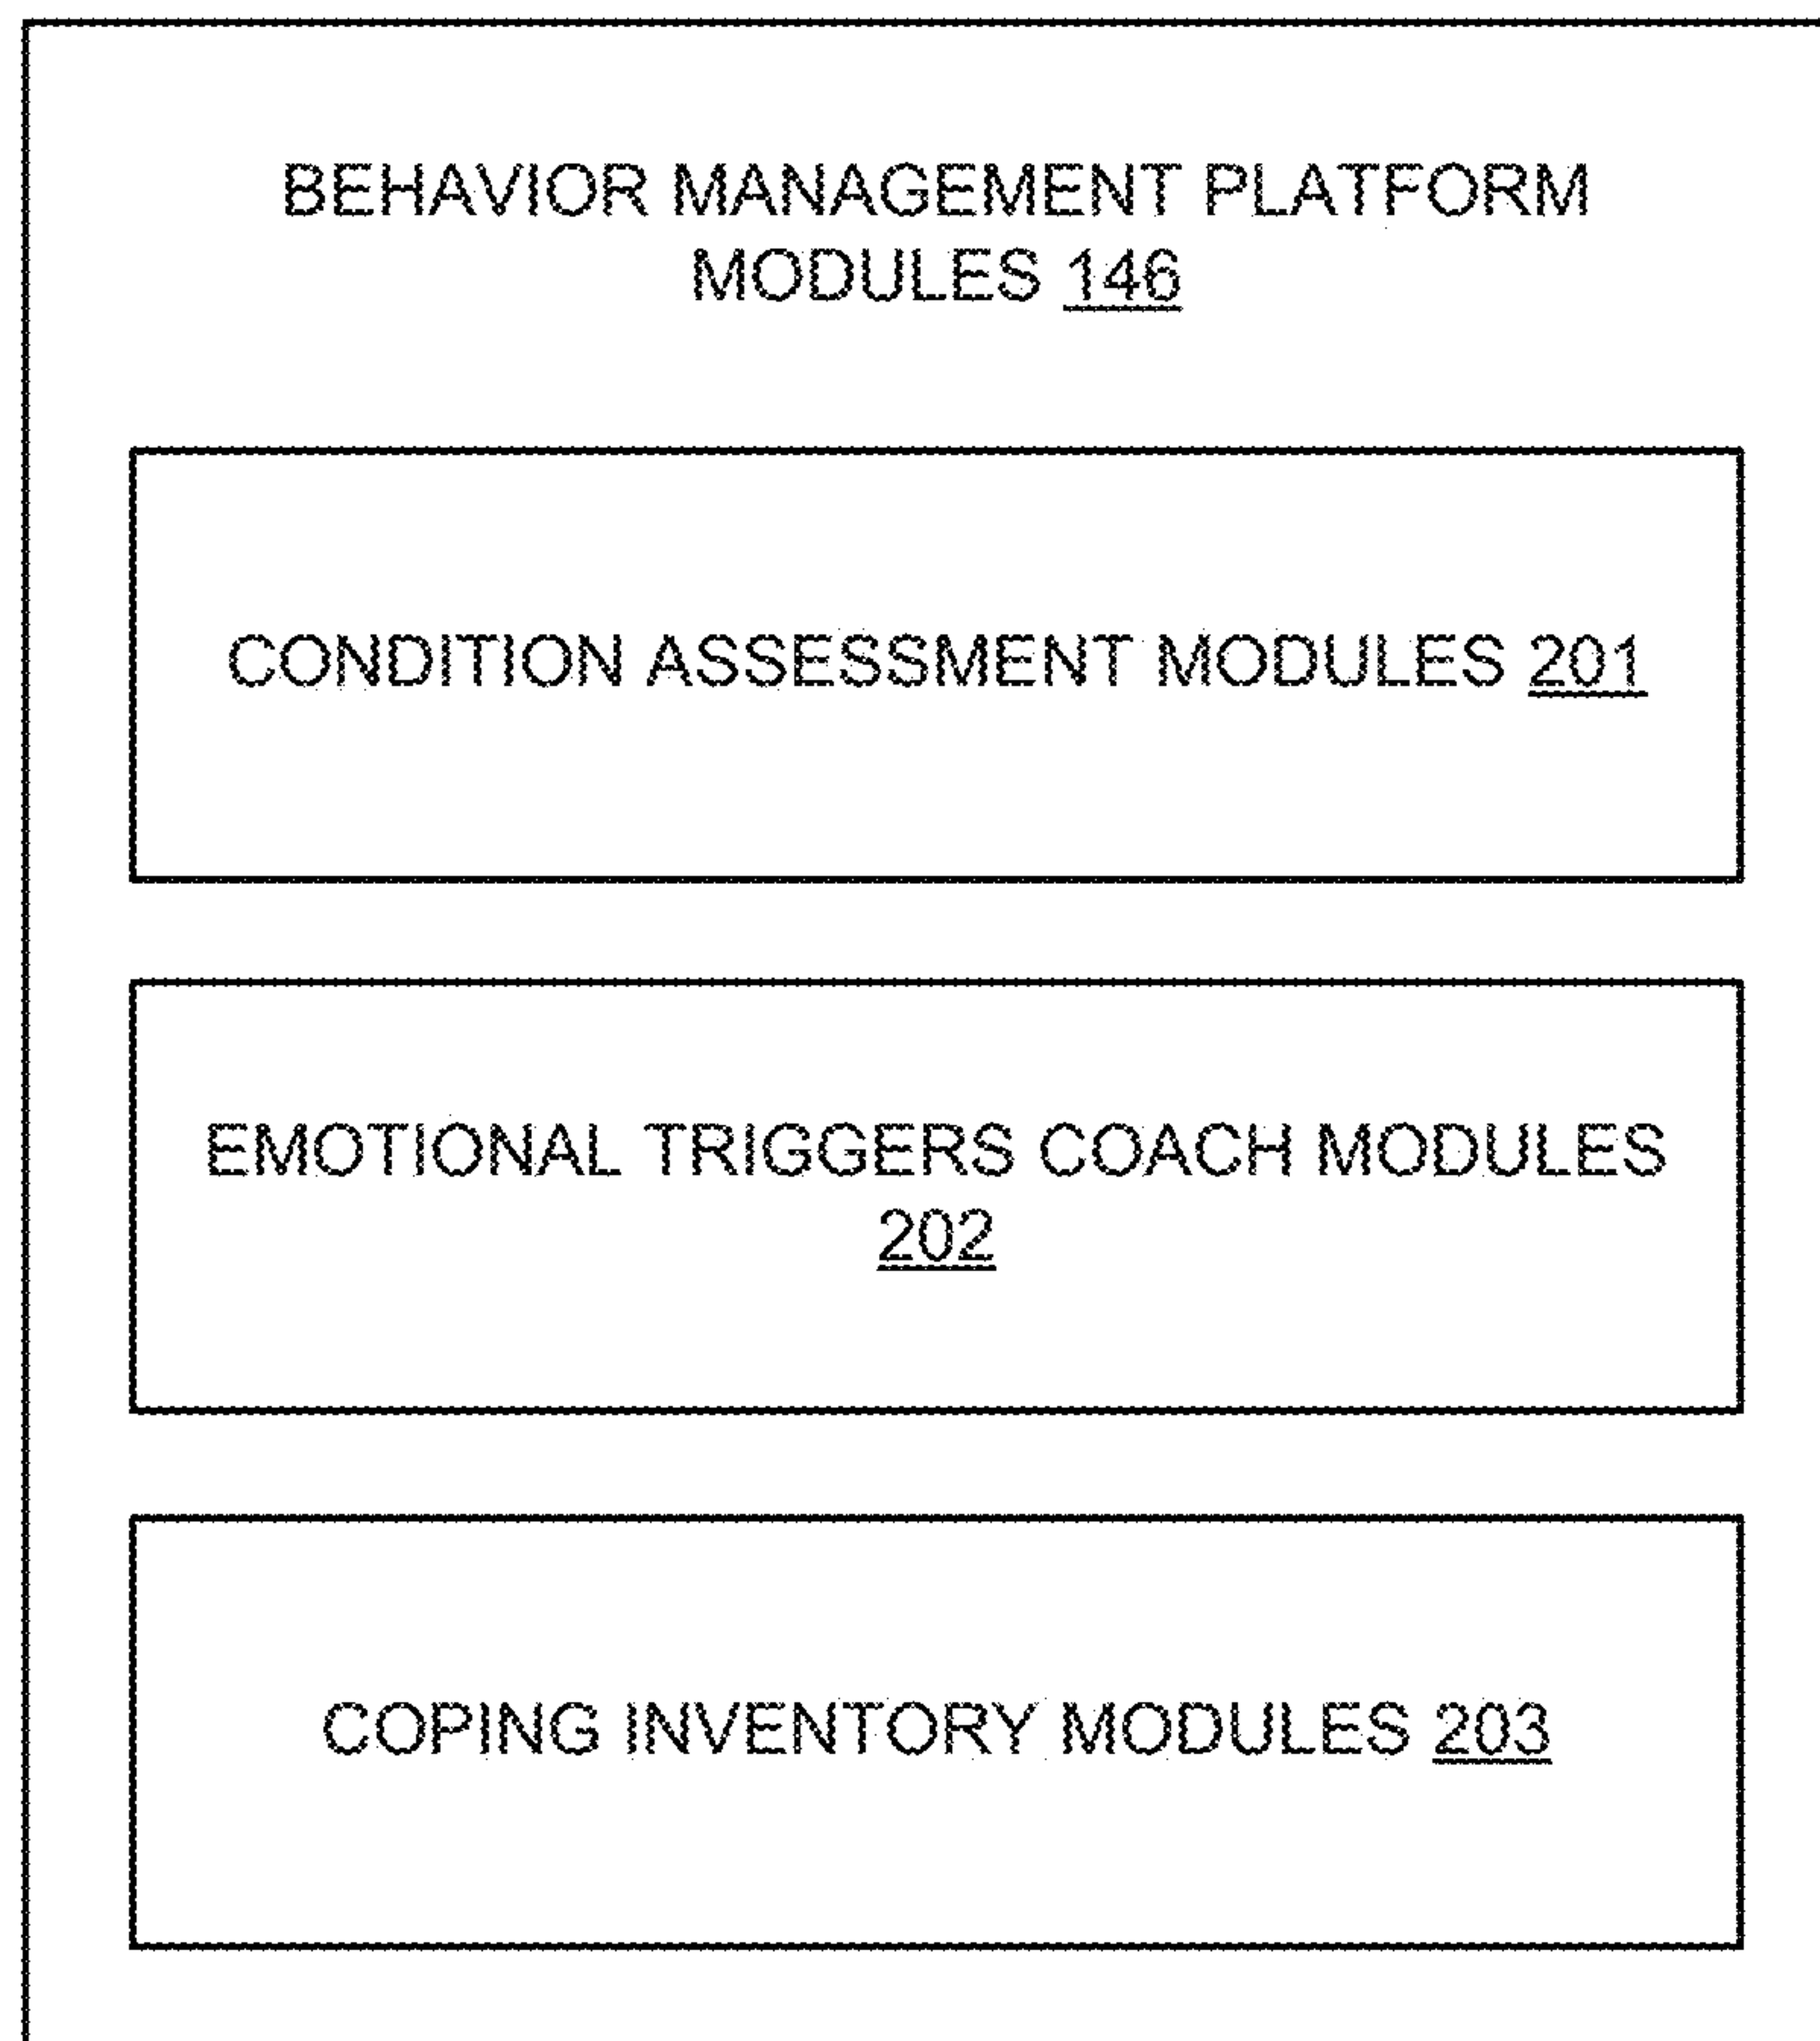 BEHAVIOR MANAGEMENT PLATFORM
MODULES 146
CONDITION ASSESSMENT MODULES 201
EMOTIONAL TRIGGERS COACH MODULES
202
COPING INVENTORY MODULES 203